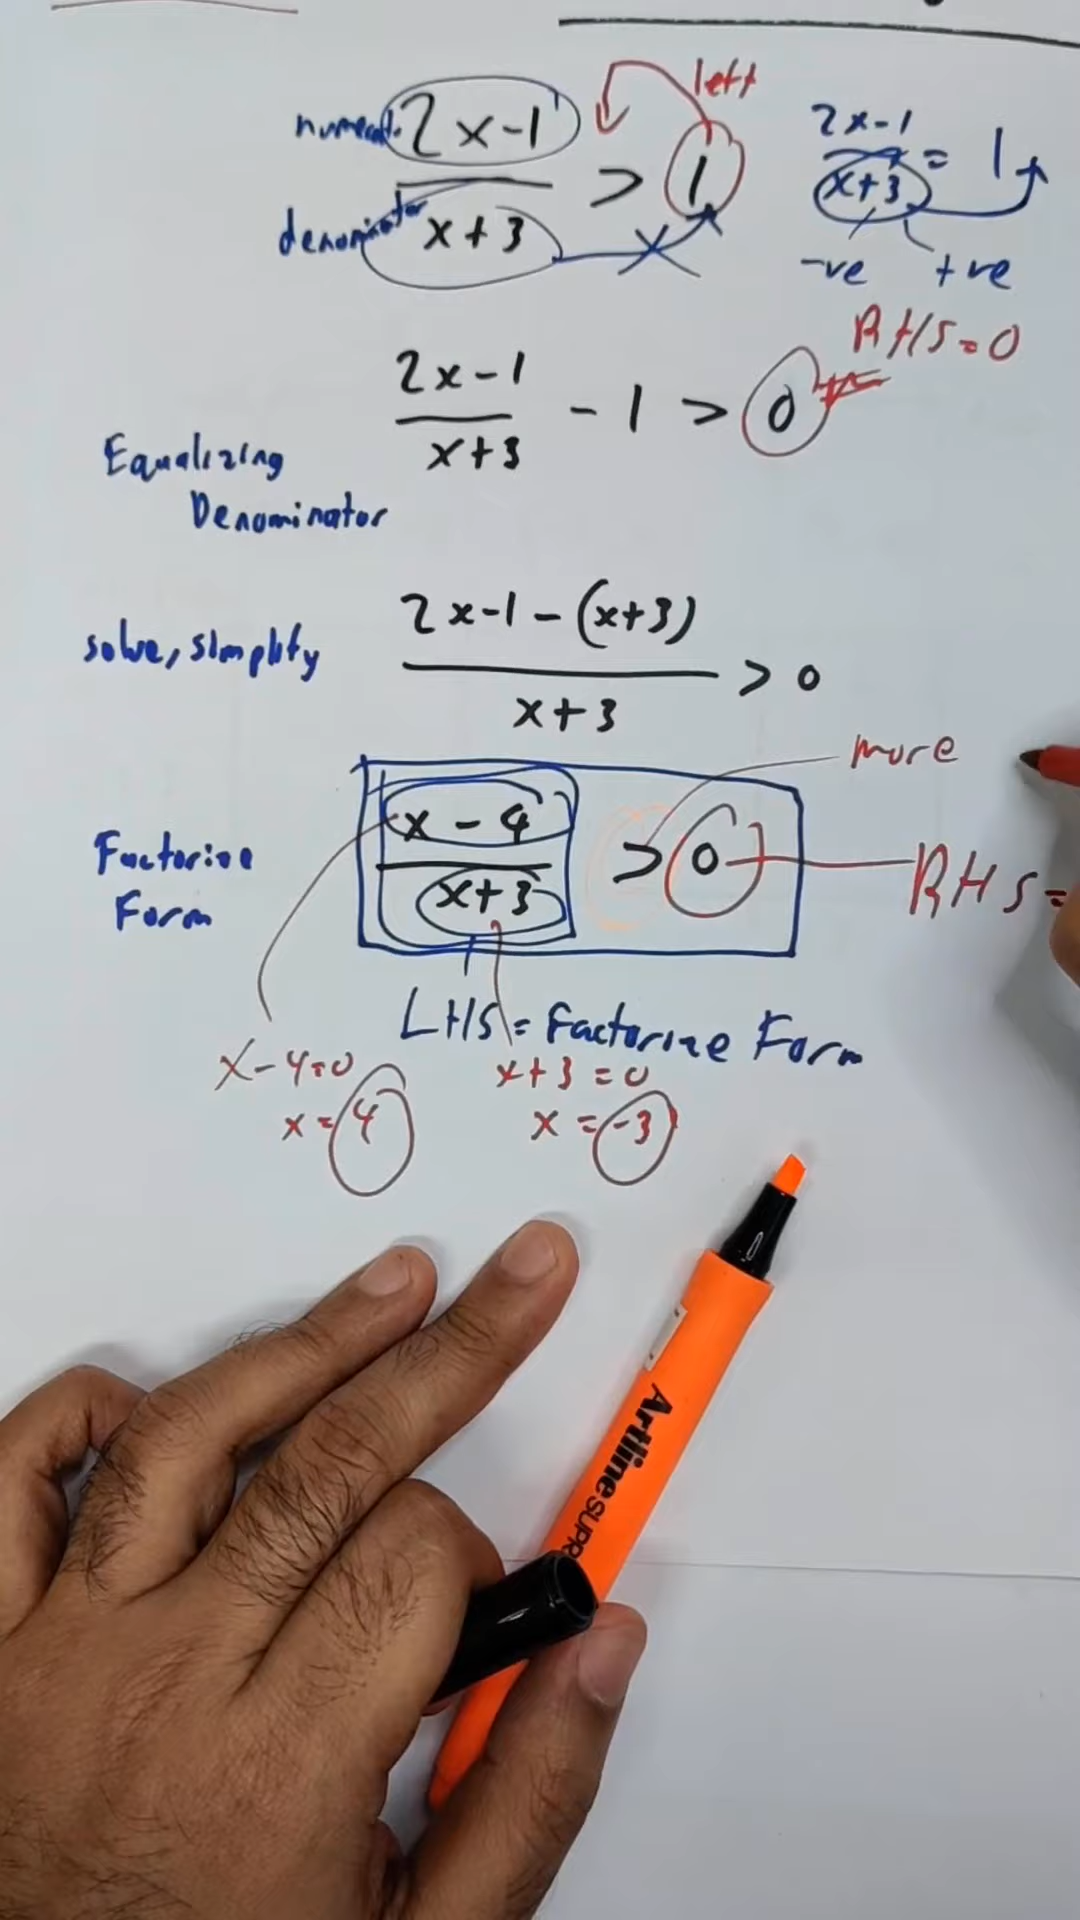 left
numerat. 2x-1 / x+3 > 1
denominator
2x-1 / x+3 = 1
-ve +ve
RHS=0
2x-1 / x+3 - 1 > 0
Equalizing
Denominator
solve, simplify
2x-1-(x+3) / x+3 > 0
more
x-4 / x+3 > 0
RHS=
Factorize
Form
LHS = Factorize Form
x-4=0
x=4
x+3=0
x=-3
Artline SUPR